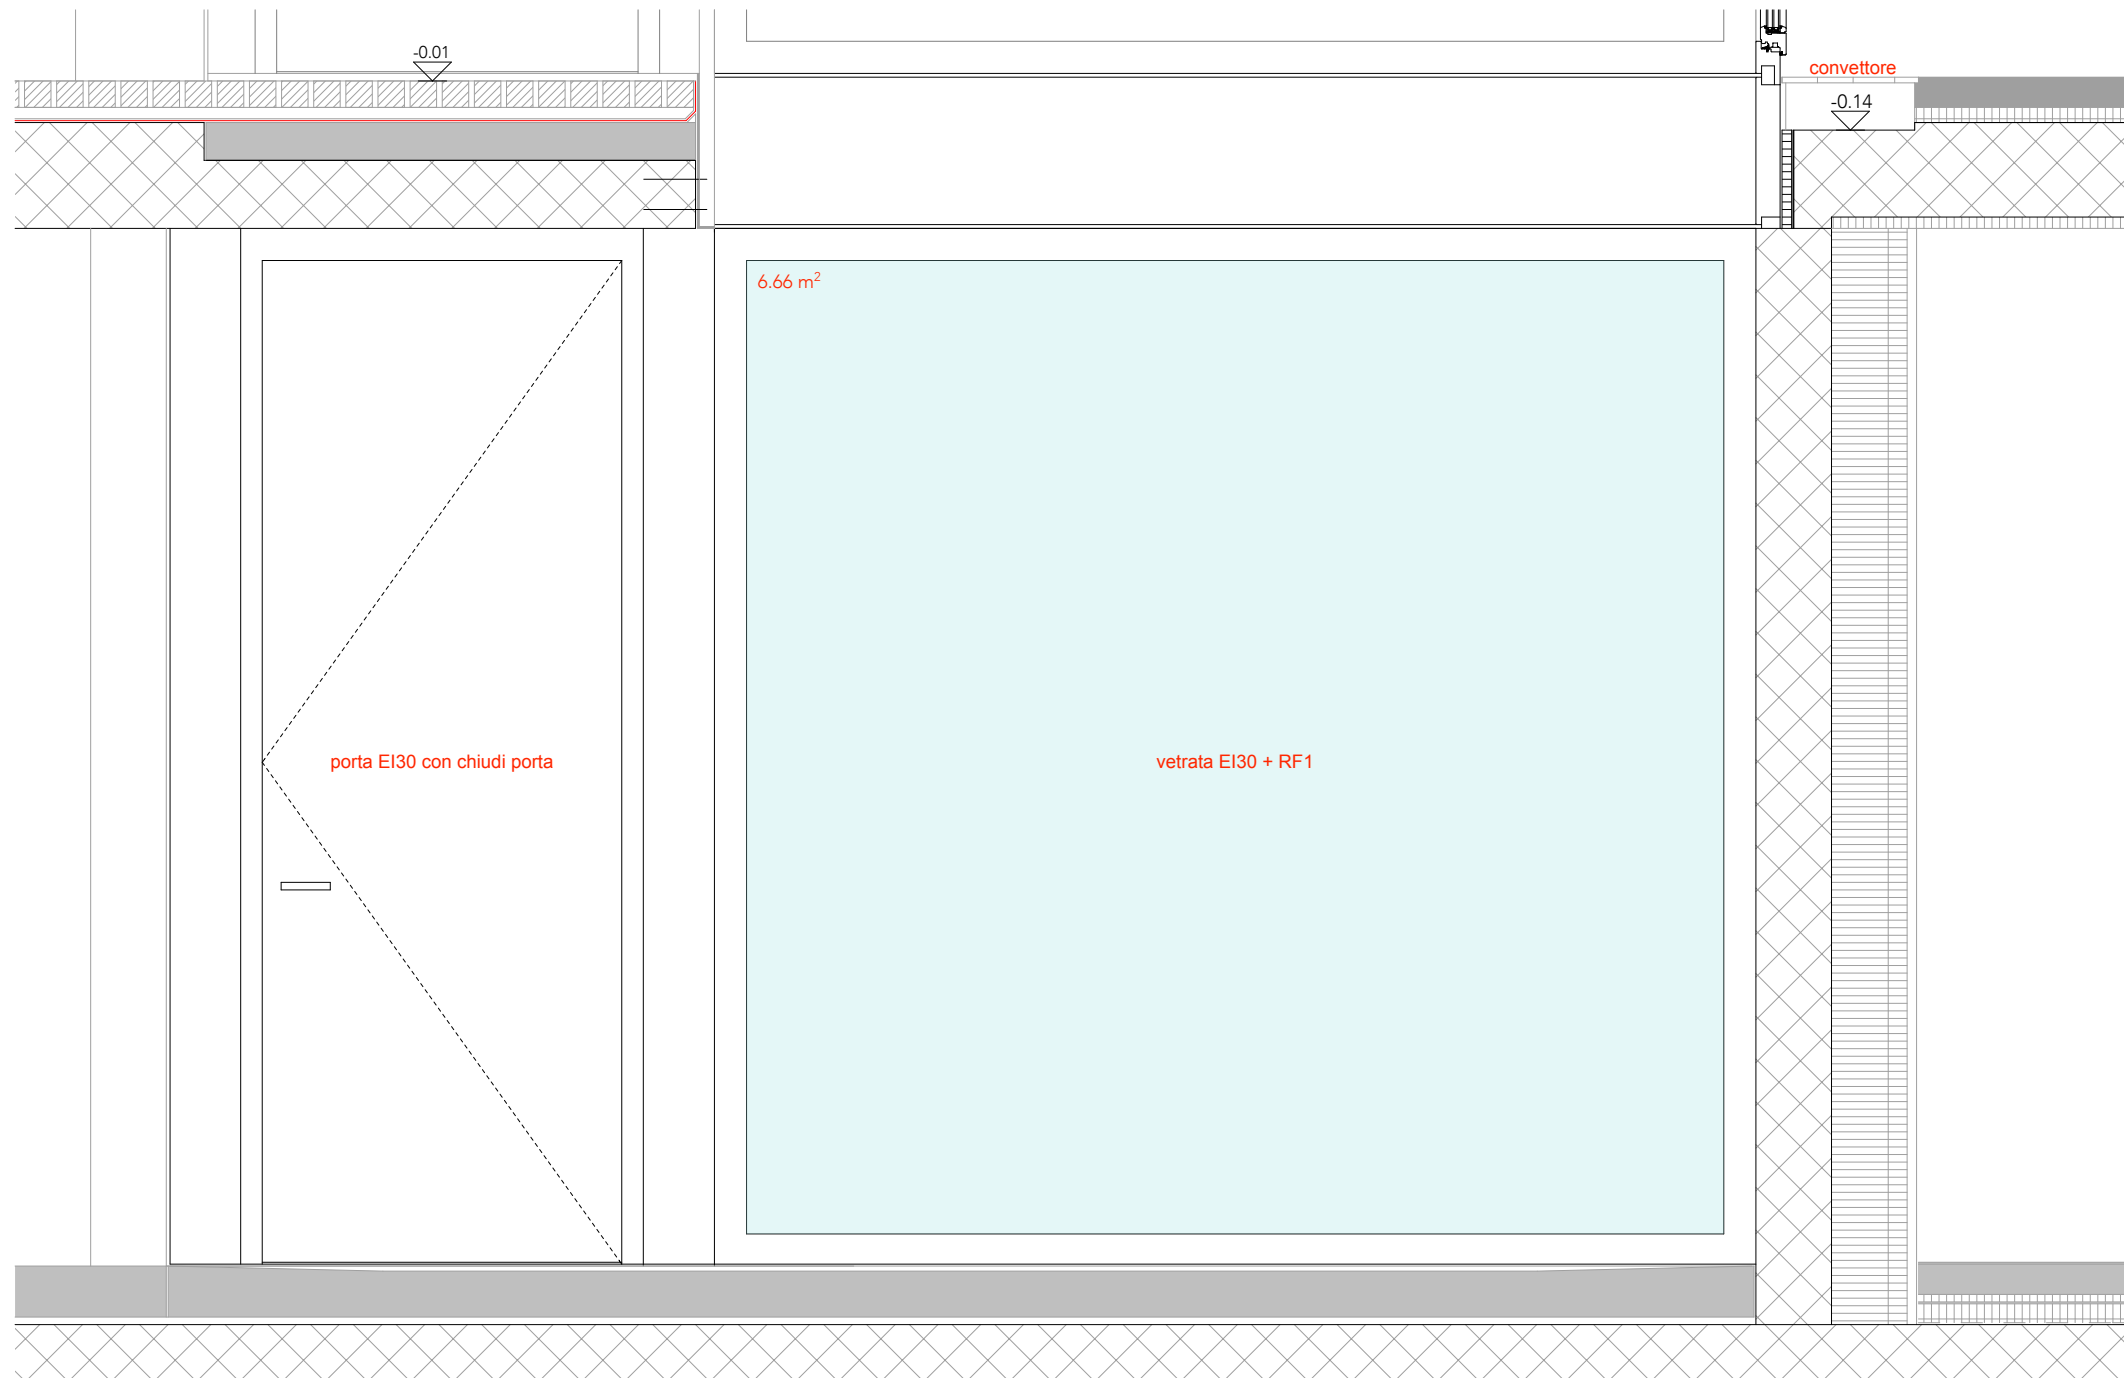 -0.01
convettore
-0.14
6.66 m²
porta EI30 con chiudi porta
vetrata EI30 + RF1